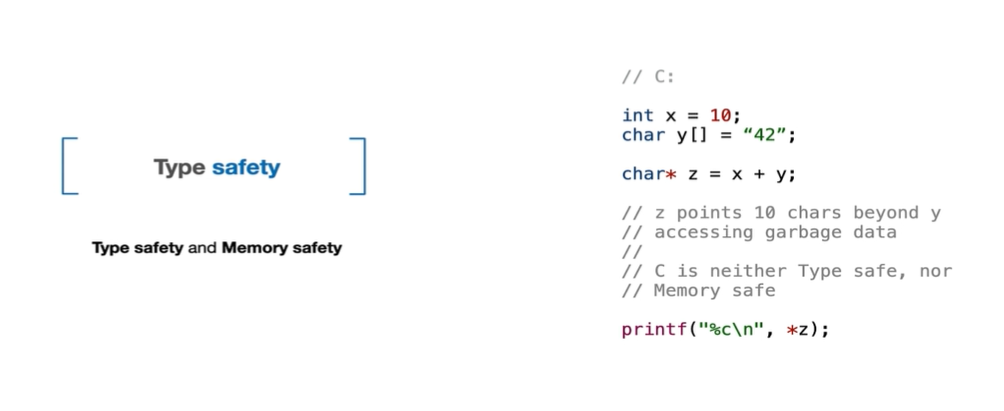 Type safety
Type safety and Memory safety
// C:
int x = 10;
char y[] = “42”;
char* z = x + y;
// z points 10 chars beyond y
// accessing garbage data
//
// C is neither Type safe, nor
// Memory safe
printf("%c\n", *z);